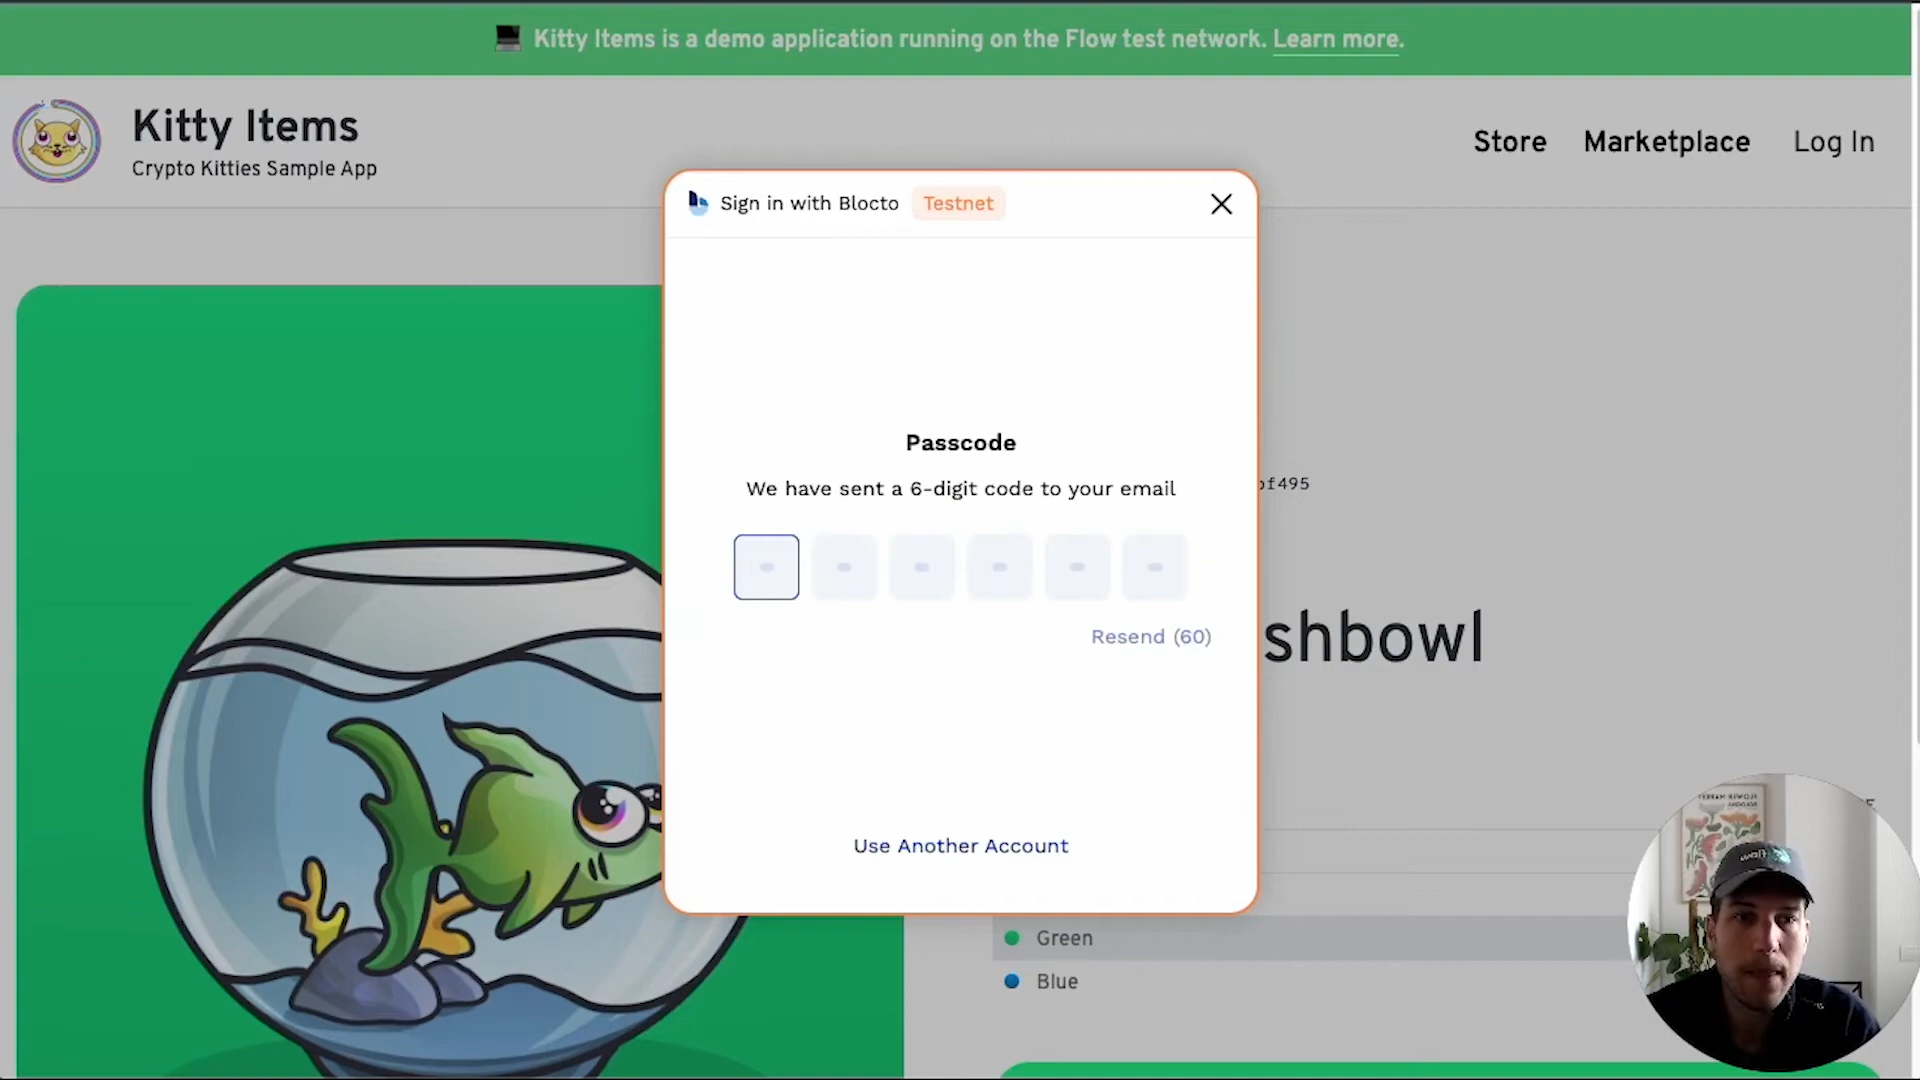 Kitty Items is a demo application running on the Flow test network. Learn more.
Kitty Items
Crypto Kitties Sample App
Store
Marketplace
Log In
Sign in with Blocto
Testnet
Passcode
We have sent a 6-digit code to your email
Resend (60)
Use Another Account
f495
shbowl
Green
Blue